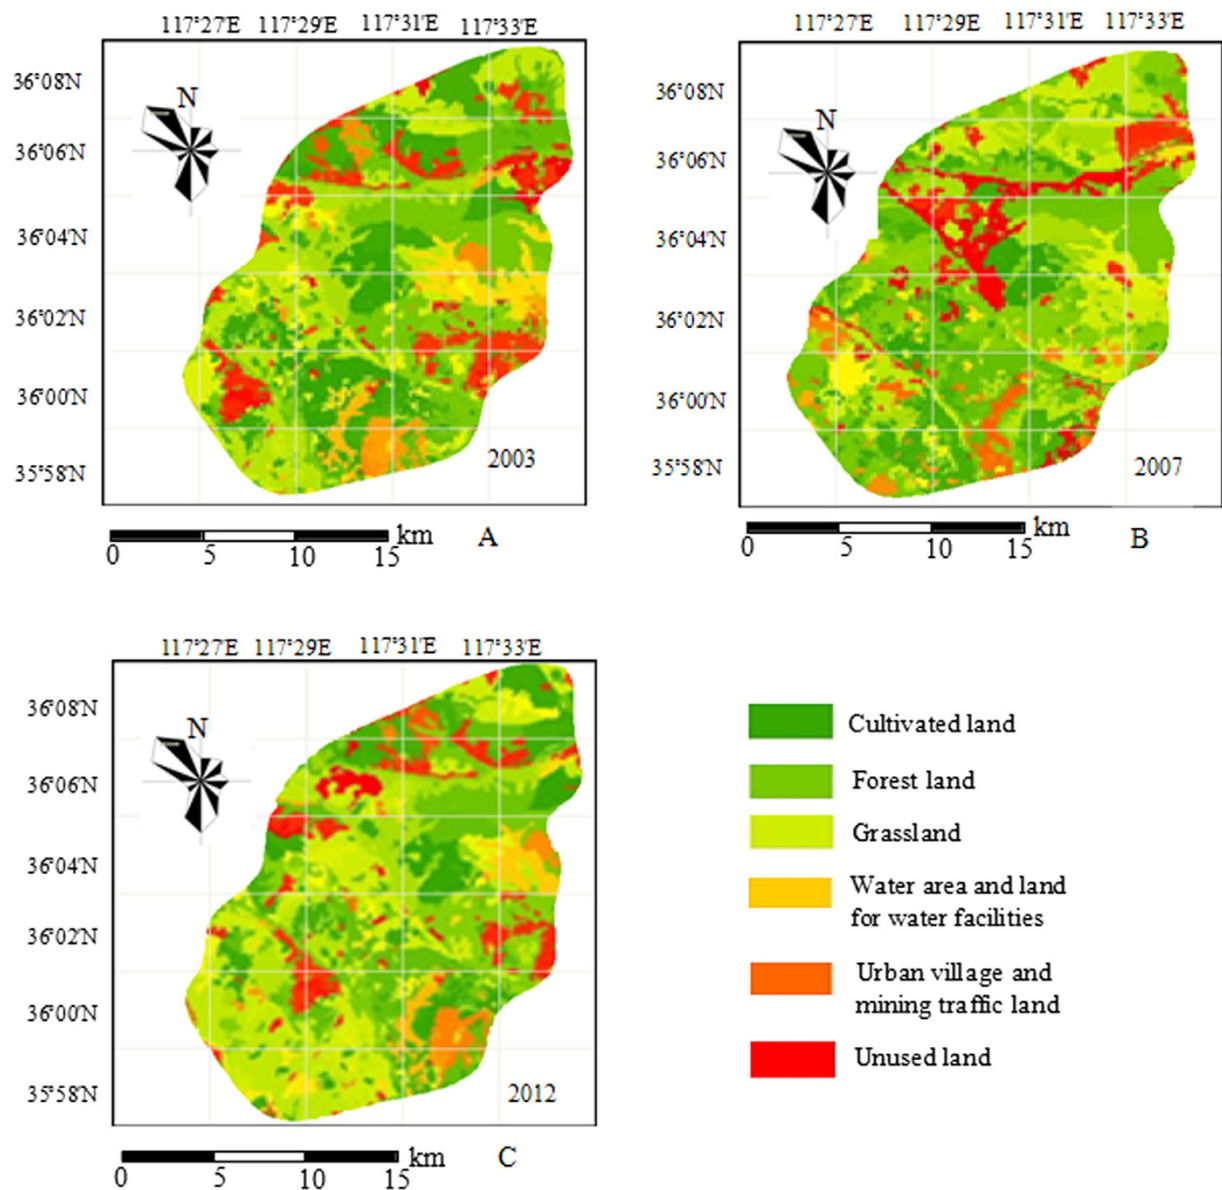 117°27'E 117°29'E 117°31'E 117°33'E
36°08'N
36°06'N
36°04'N
36°02'N
36°00'N
35°58'N
N
2003
0 5 10 15 km
A
117°27'E 117°29'E 117°31'E 117°33'E
36°08'N
36°06'N
36°04'N
36°02'N
36°00'N
35°58'N
N
2007
0 5 10 15 km
B
117°27'E 117°29'E 117°31'E 117°33'E
36°08'N
36°06'N
36°04'N
36°02'N
36°00'N
35°58'N
N
2012
0 5 10 15 km
C
Cultivated land
Forest land
Grassland
Water area and land
for water facilities
Urban village and
mining traffic land
Unused land